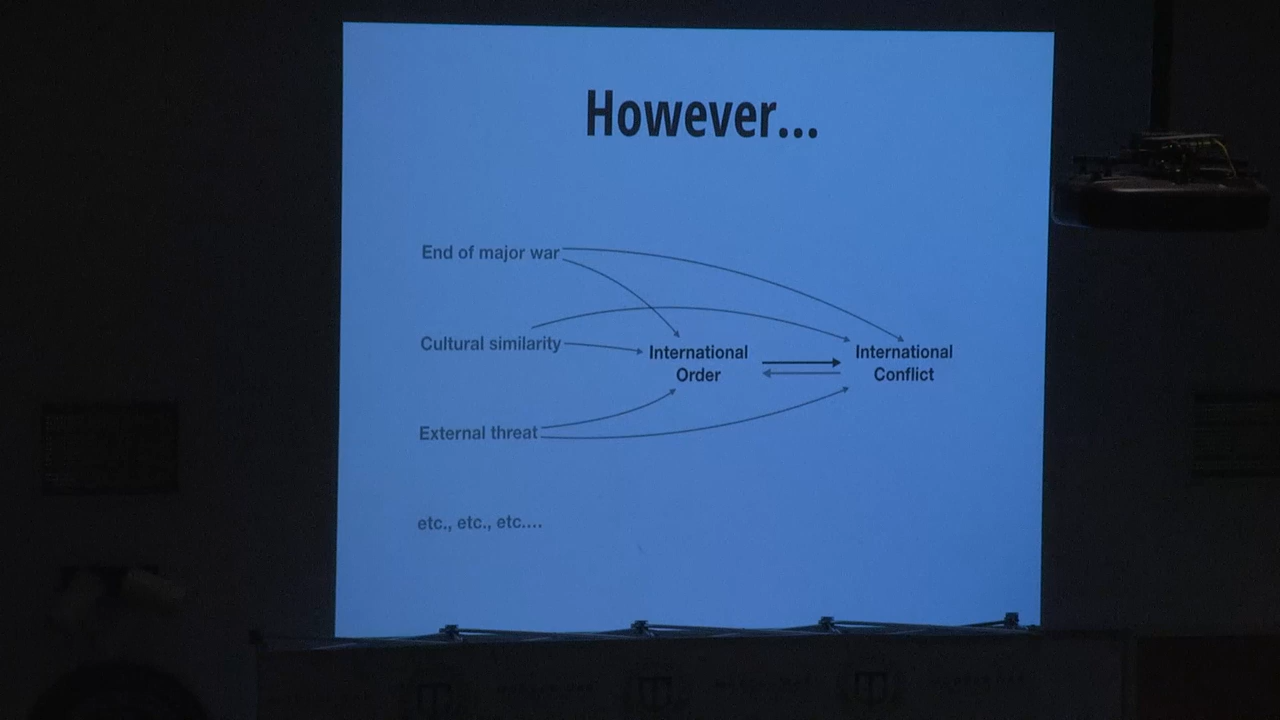 However...
End of major war
Cultural similarity
International
Order
International
Conflict
External threat
etc., etc., etc....